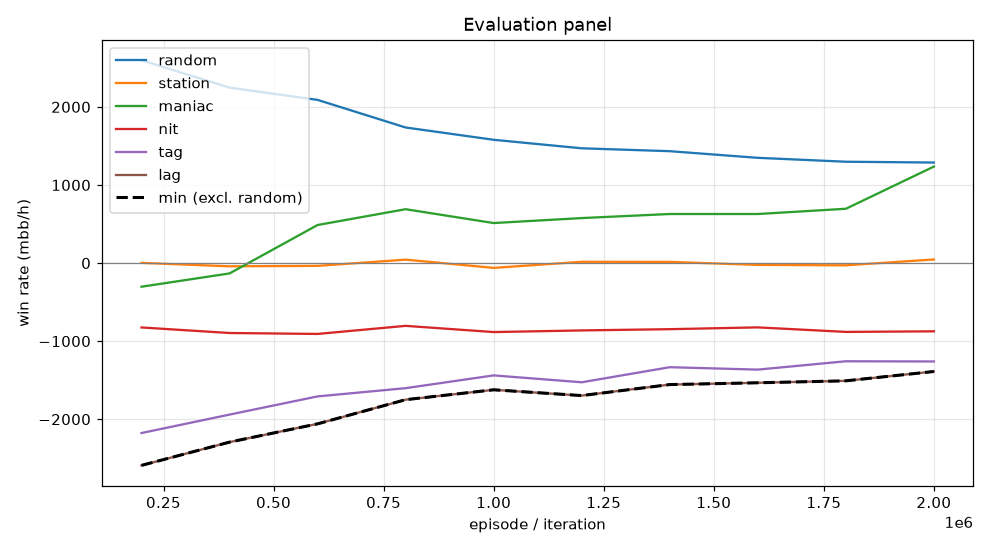 Evaluation panel
random
station
maniac
nit
tag
lag
min (excl. random)
win rate (mbb/h)
2000
1000
0
−1000
−2000
0.25
0.50
0.75
1.00
1.25
1.50
1.75
2.00
1e6
episode / iteration